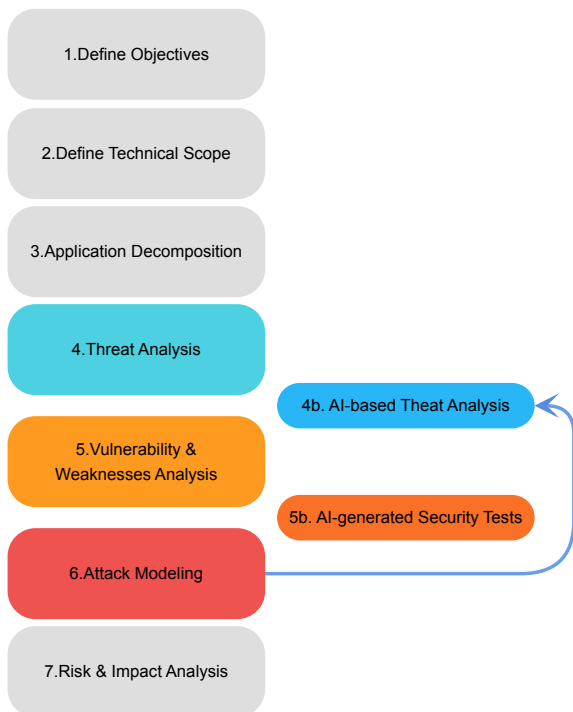 1.Define Objectives
2.Define Technical Scope
3.Application Decomposition
4.Threat Analysis
4b. AI-based Theat Analysis
5.Vulnerability &
Weaknesses Analysis
5b. AI-generated Security Tests
6.Attack Modeling
7.Risk & Impact Analysis